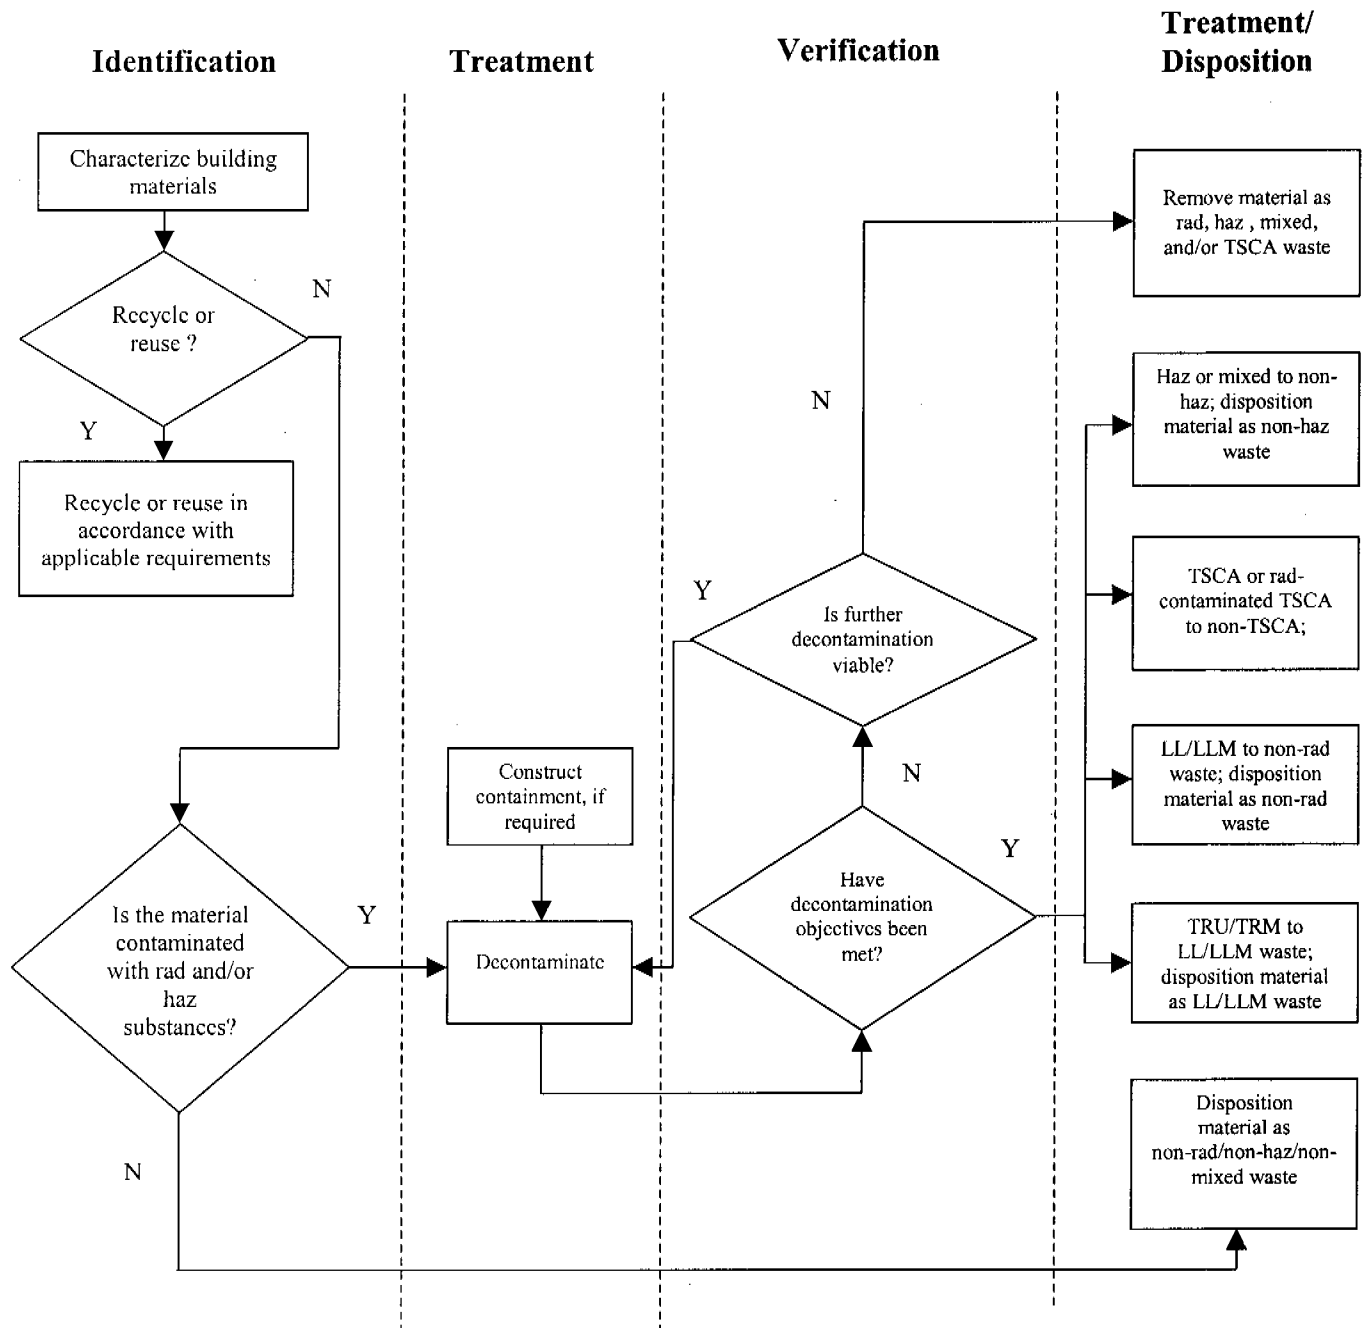 Identification
Treatment
Verification
Treatment/
Disposition
Characterize building
materials
N
Recycle or
reuse ?
Y
Recycle or reuse in
accordance with
applicable requirements
Is the material
contaminated
with rad and/or
haz
substances?
Y
N
Construct
containment, if
required
Decontaminate
N
Y
Is further
decontamination
viable?
N
Have
decontamination
objectives been
met?
Y
Remove material as
rad, haz , mixed,
and/or TSCA waste
Haz or mixed to non-
haz; disposition
material as non-haz
waste
TSCA or rad-
contaminated TSCA
to non-TSCA;
LL/LLM to non-rad
waste; disposition
material as non-rad
waste
TRU/TRM to
LL/LLM waste;
disposition material
as LL/LLM waste
Disposition
material as
non-rad/non-haz/non-
mixed waste